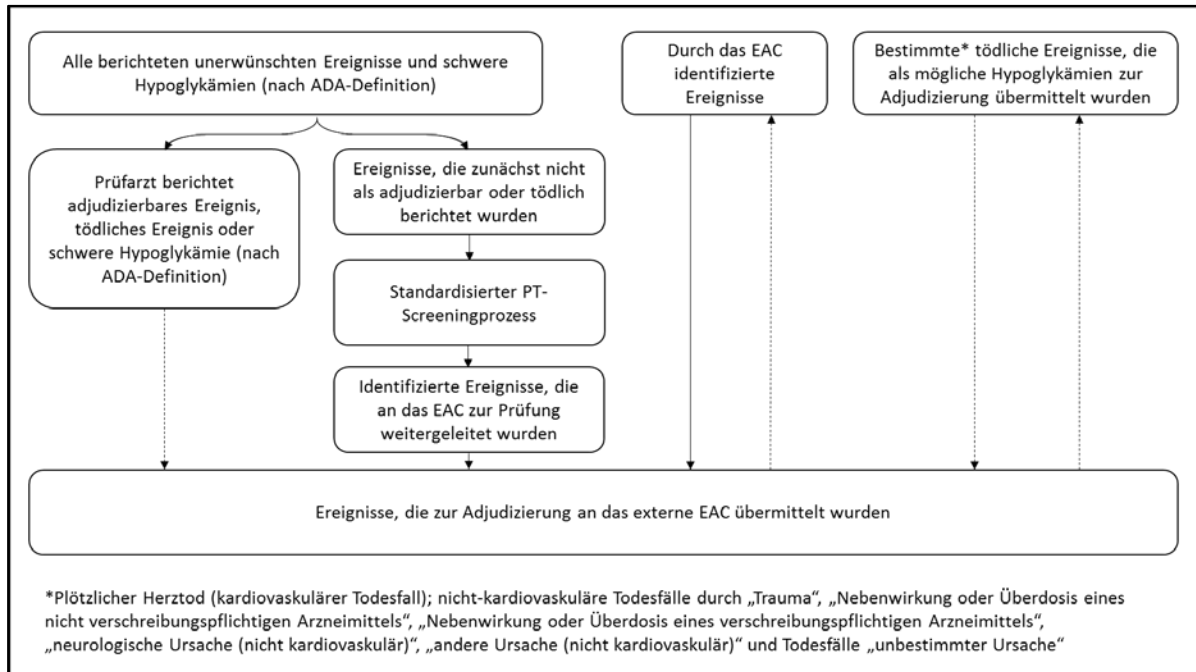 Alle berichteten unerwünschten Ereignisse und schwere
Hypoglykämien (nach ADA-Definition)
Durch das EAC
identifizierte
Ereignisse
Bestimmte* tödliche Ereignisse, die
als mögliche Hypoglykämien zur
Adjudizierung übermittelt wurden
Prüfarzt berichtet
adjudizierbares Ereignis,
tödliches Ereignis oder
schwere Hypoglykämie (nach
ADA-Definition)
Ereignisse, die zunächst nicht
als adjudizierbar oder tödlich
berichtet wurden
Standardisierter PT-
Screeningprozess
Identifizierte Ereignisse, die
an das EAC zur Prüfung
weitergeleitet wurden
Ereignisse, die zur Adjudizierung an das externe EAC übermittelt wurden
*Plötzlicher Herztod (kardiovaskulärer Todesfall); nicht-kardiovaskuläre Todesfälle durch „Trauma“, „Nebenwirkung oder Überdosis eines
nicht verschreibungspflichtigen Arzneimittels“, „Nebenwirkung oder Überdosis eines verschreibungspflichtigen Arzneimittels“,
„neurologische Ursache (nicht kardiovaskulär)“, „andere Ursache (nicht kardiovaskulär)“ und Todesfälle „unbestimmter Ursache“